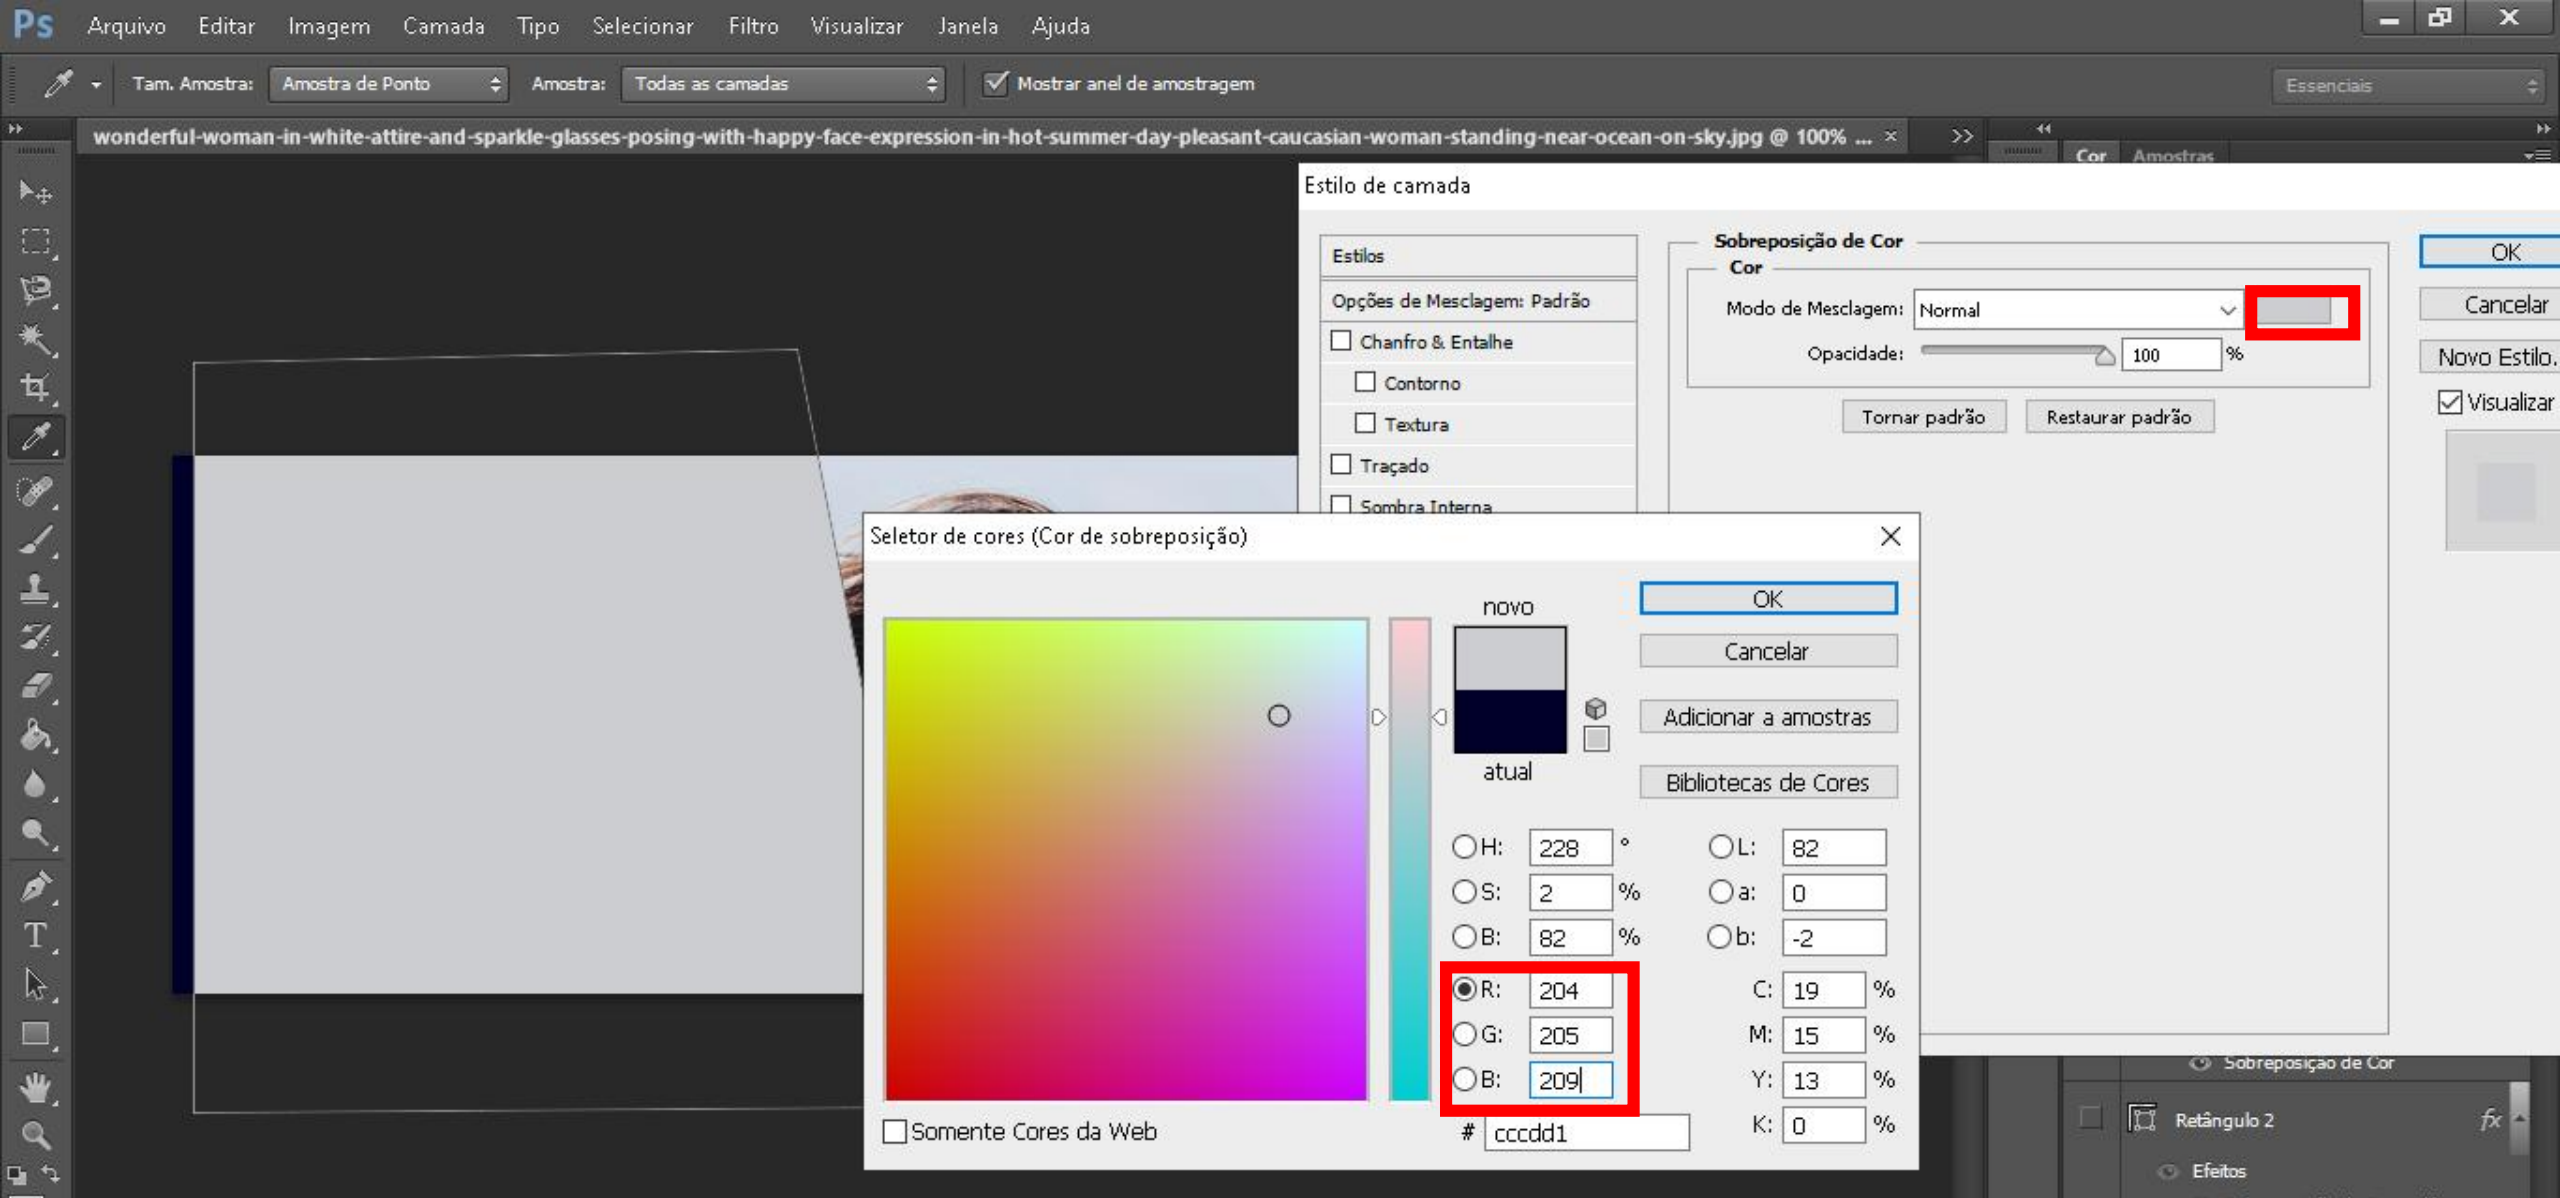 Ps Arquivo Editar Imagem Camada Tipo Selecionar Filtro Visualizar Janela Ajuda
Tam. Amostra: Amostra de Ponto Amostra: Todas as camadas Mostrar anel de amostragem Essenciais
wonderful-woman-in-white-attire-and-sparkle-glasses-posing-with-happy-face-expression-in-hot-summer-day-pleasant-caucasian-woman-standing-near-ocean-on-sky.jpg @ 100% ... ×
Cor Amostras
Estilo de camada
Estilos
Opções de Mesclagem: Padrão
Chanfro & Entalhe
Contorno
Textura
Traçado
Sombra Interna
Sobreposição de Cor
Cor
Modo de Mesclagem: Normal
Opacidade: 100 %
Tornar padrão Restaurar padrão
OK
Cancelar
Novo Estilo.
Visualizar
Seletor de cores (Cor de sobreposição)
novo
atual
OK
Cancelar
Adicionar a amostras
Bibliotecas de Cores
H: 228 ° L: 82
S: 2 % a: 0
B: 82 % b: -2
R: 204 C: 19 %
G: 205 M: 15 %
B: 209 Y: 13 %
# cccdd1 K: 0 %
Somente Cores da Web
Sobreposição de Cor
Retângulo 2 fx
Efeitos